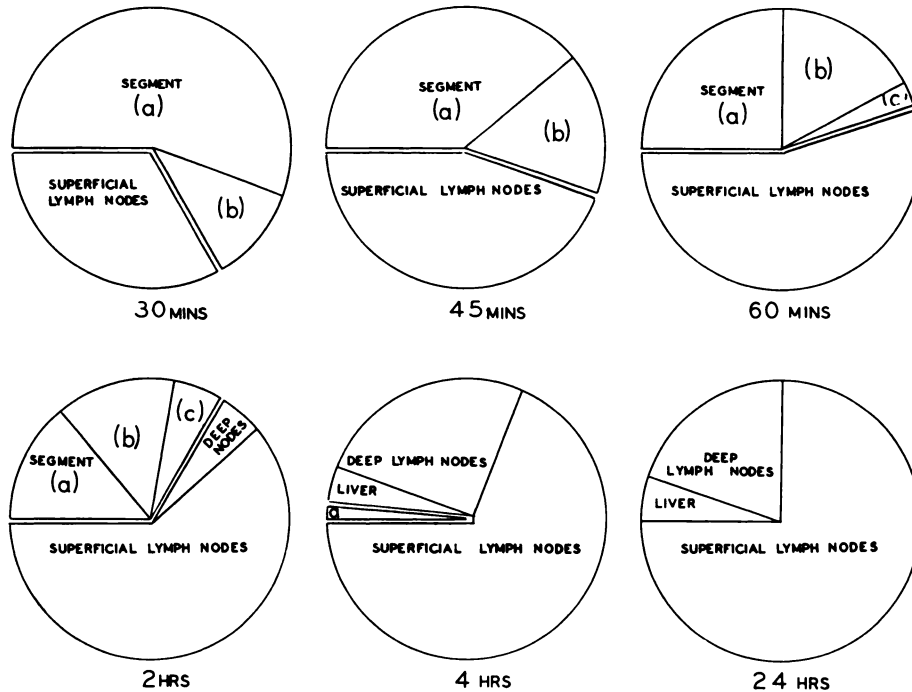 SEGMENT
(a)
(b)
SUPERFICIAL
LYMPH NODES
30 MINS
SEGMENT
(a)
(b)
SUPERFICIAL LYMPH NODES
45 MINS
SEGMENT
(a)
(b)
(c)
SUPERFICIAL LYMPH NODES
60 MINS
SEGMENT
(a)
(b)
(c)
DEEP
NODES
SUPERFICIAL LYMPH NODES
2 HRS
DEEP LYMPH NODES
LIVER
a
SUPERFICIAL LYMPH NODES
4 HRS
DEEP
LYMPH NODES
LIVER
SUPERFICIAL LYMPH NODES
24 HRS